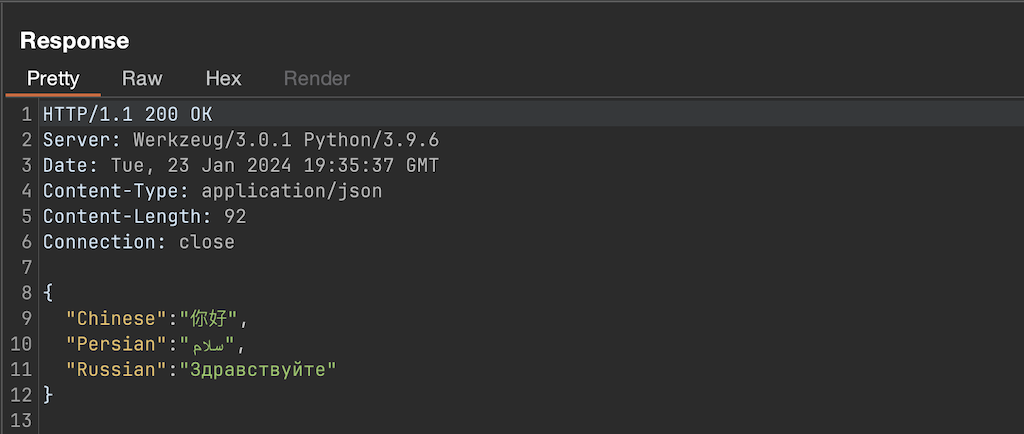 Response
Pretty Raw Hex Render
1 HTTP/1.1 200 OK
2 Server: Werkzeug/3.0.1 Python/3.9.6
3 Date: Tue, 23 Jan 2024 19:35:37 GMT
4 Content-Type: application/json
5 Content-Length: 92
6 Connection: close
7
8 {
9 "Chinese":"你好",
10 "Persian":"سلام",
11 "Russian":"Здравствуйте"
12 }
13